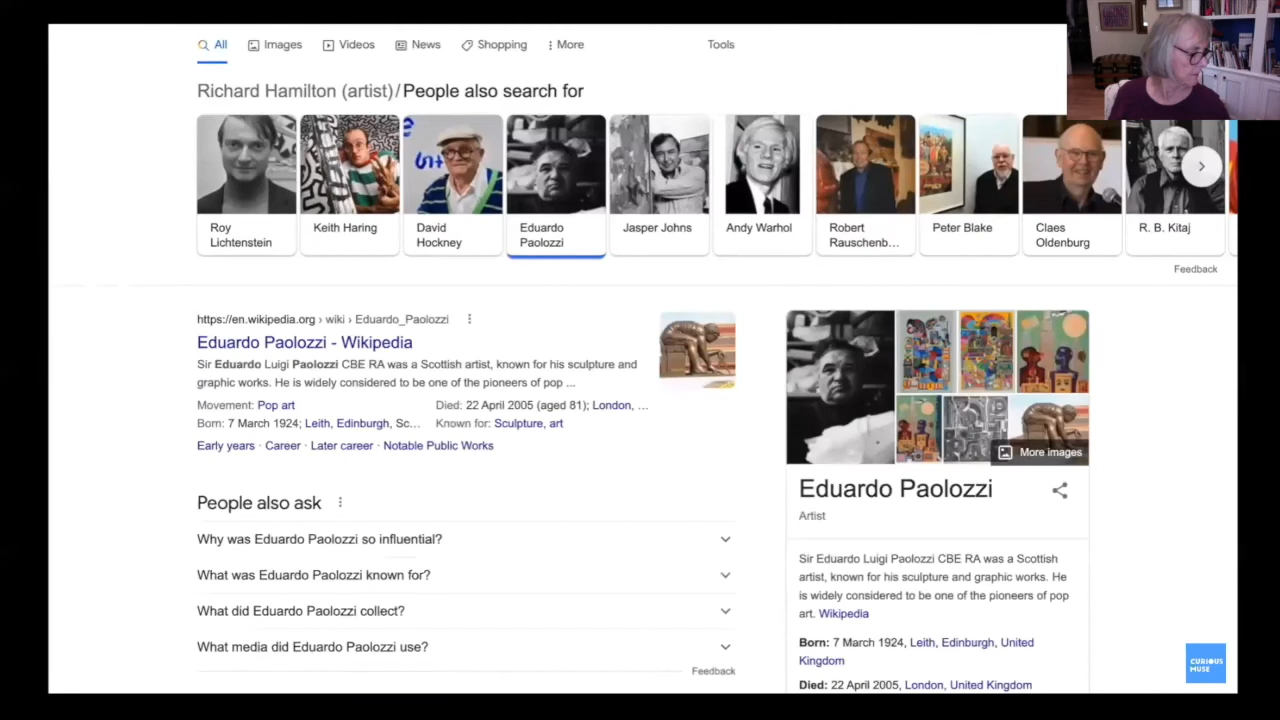 All Images Videos News Shopping More Tools
Richard Hamilton (artist)/People also search for
Roy
Lichtenstein
Keith Haring
David
Hockney
Eduardo
Paolozzi
Jasper Johns
Andy Warhol
Robert
Rauschenb...
Peter Blake
Claes
Oldenburg
R. B. Kitaj
Feedback
https://en.wikipedia.org › wiki › Eduardo_Paolozzi
Eduardo Paolozzi - Wikipedia
Sir Eduardo Luigi Paolozzi CBE RA was a Scottish artist, known for his sculpture and
graphic works. He is widely considered to be one of the pioneers of pop ...
Movement: Pop art Died: 22 April 2005 (aged 81); London, ...
Born: 7 March 1924; Leith, Edinburgh, Sc... Known for: Sculpture, art
Early years · Career · Later career · Notable Public Works
People also ask
Why was Eduardo Paolozzi so influential?
What was Eduardo Paolozzi known for?
What did Eduardo Paolozzi collect?
What media did Eduardo Paolozzi use?
Feedback
More images
Eduardo Paolozzi
Artist
Sir Eduardo Luigi Paolozzi CBE RA was a Scottish
artist, known for his sculpture and graphic works. He
is widely considered to be one of the pioneers of pop
art. Wikipedia
Born: 7 March 1924, Leith, Edinburgh, United
Kingdom
Died: 22 April 2005, London, United Kingdom
CURIOUS
MUSE